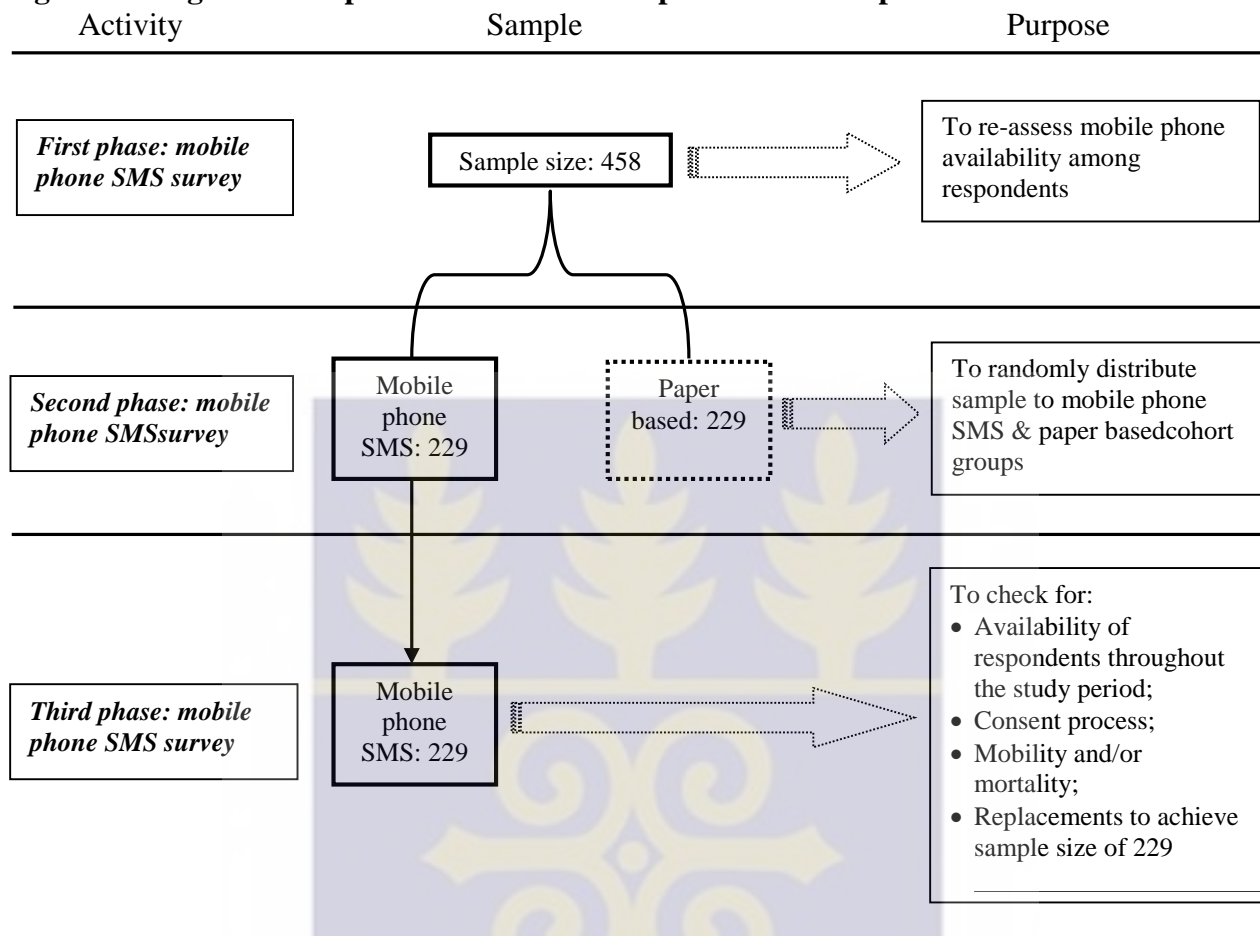 Activity Sample Purpose
First phase: mobile
phone SMS survey
Sample size: 458
To re-assess mobile phone
availability among
respondents
Second phase: mobile
phone SMSsurvey
Mobile
phone
SMS: 229
Paper
based: 229
To randomly distribute
sample to mobile phone
SMS & paper basedcohort
groups
Third phase: mobile
phone SMS survey
Mobile
phone
SMS: 229
To check for:
• Availability of
respondents throughout
the study period;
• Consent process;
• Mobility and/or
mortality;
• Replacements to achieve
sample size of 229